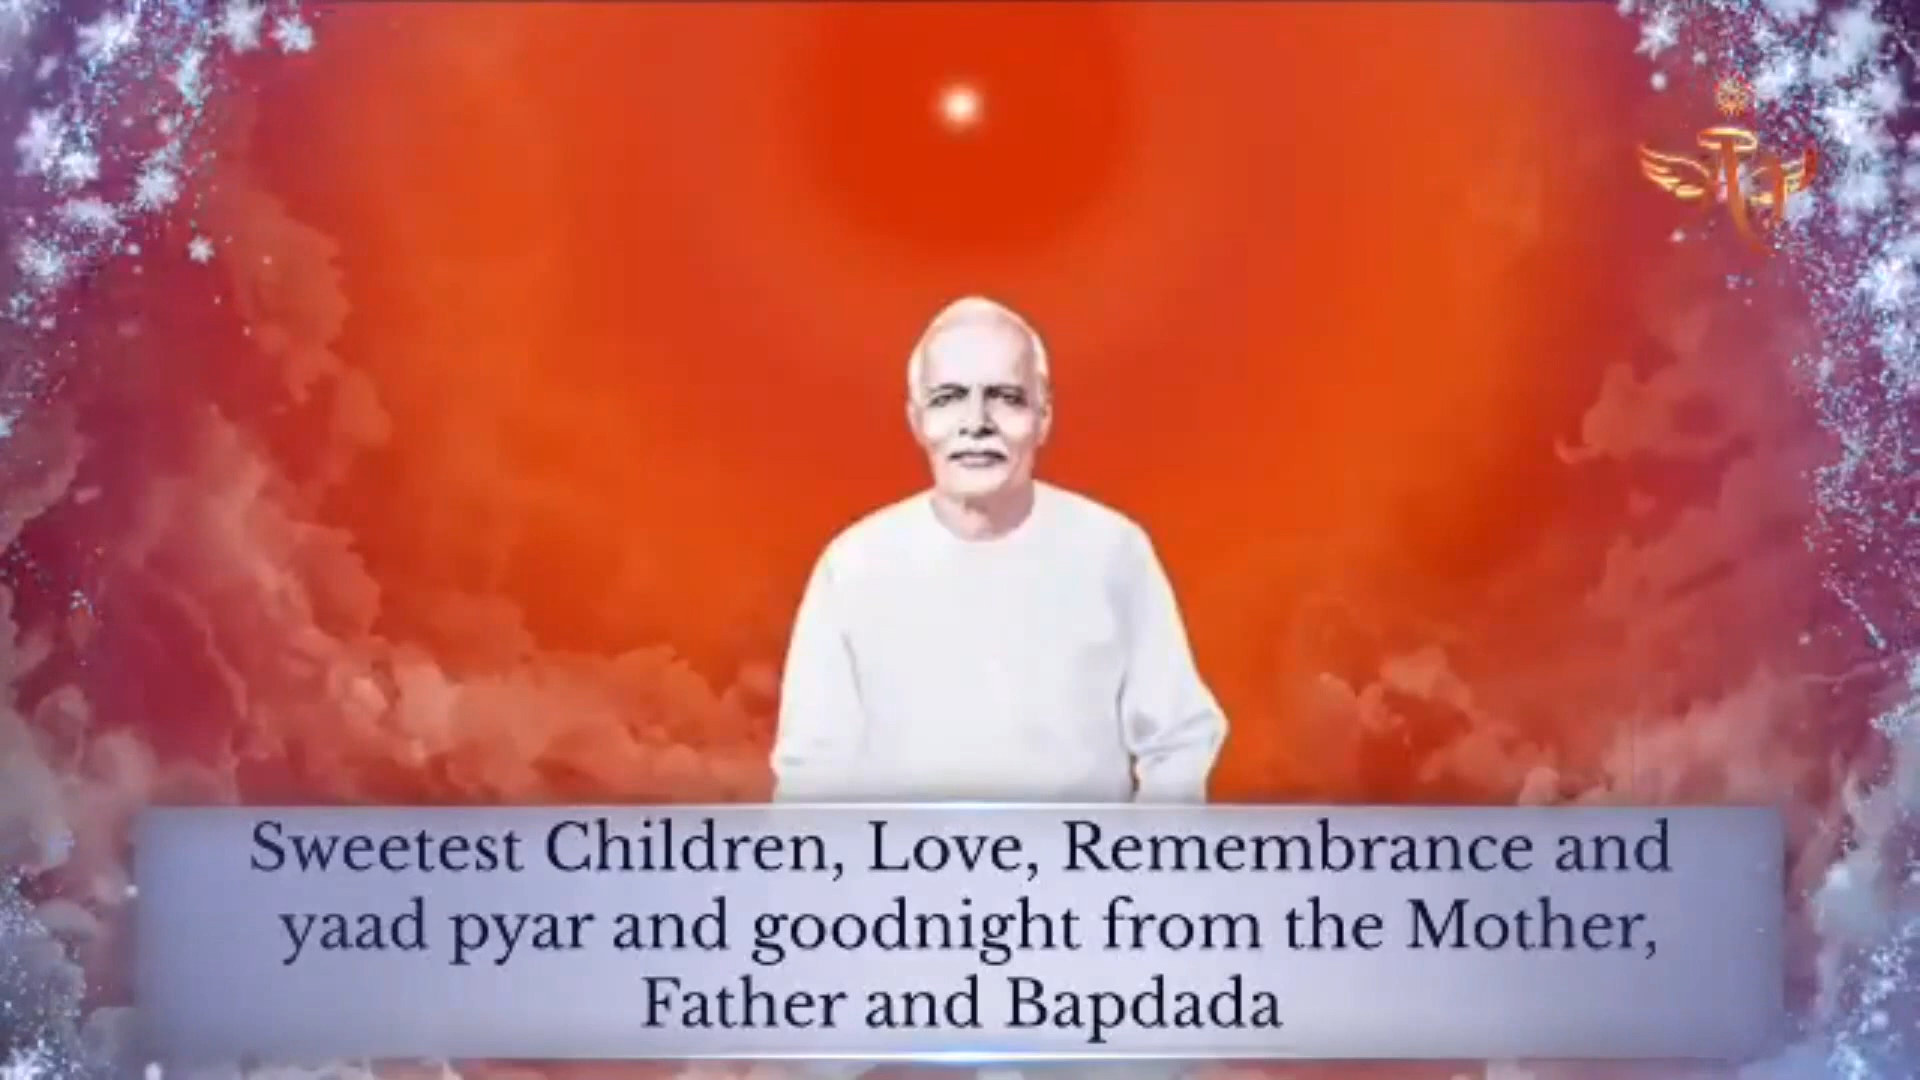 Sweetest Children, Love, Remembrance and
yaad pyar and goodnight from the Mother,
Father and Bapdada